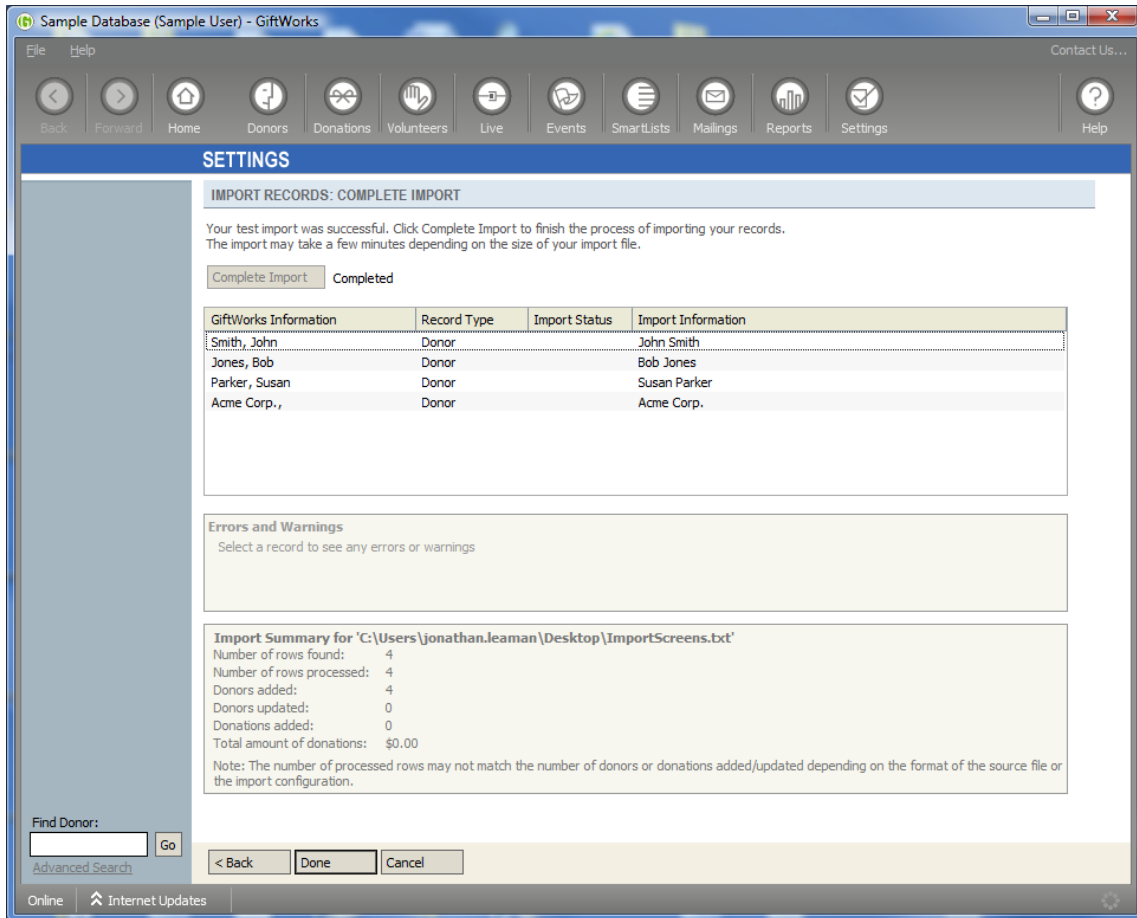 Sample Database (Sample User) - GiftWorks
File Help Contact Us...
Back Forward Home Donors Donations Volunteers Live Events SmartLists Mailings Reports Settings Help
SETTINGS
IMPORT RECORDS: COMPLETE IMPORT
Your test import was successful. Click Complete Import to finish the process of importing your records.
The import may take a few minutes depending on the size of your import file.
Complete Import Completed
GiftWorks Information Record Type Import Status Import Information
Smith, John Donor John Smith
Jones, Bob Donor Bob Jones
Parker, Susan Donor Susan Parker
Acme Corp., Donor Acme Corp.
Errors and Warnings
Select a record to see any errors or warnings
Import Summary for 'C:\Users\jonathan.leaman\Desktop\ImportScreens.txt'
Number of rows found: 4
Number of rows processed: 4
Donors added: 4
Donors updated: 0
Donations added: 0
Total amount of donations: $0.00
Note: The number of processed rows may not match the number of donors or donations added/updated depending on the format of the source file or
the import configuration.
Find Donor:
Go
Advanced Search
< Back Done Cancel
Online Internet Updates